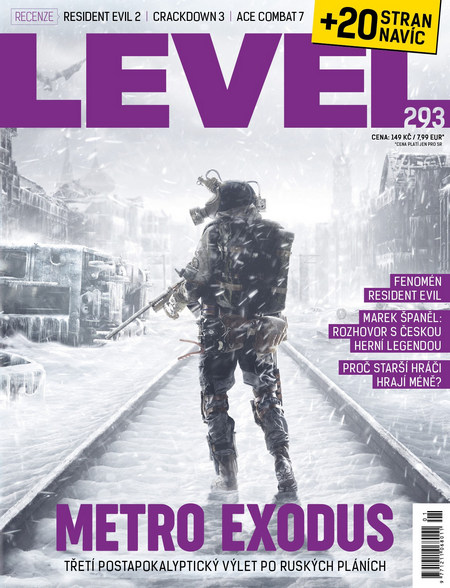 RECENZE RESIDENT EVIL 2 | CRACKDOWN 3 | ACE COMBAT 7
+20 STRAN
NAVÍC
LEVEL
293
CENA: 149 KČ / 7,99 EUR*
*CENA PLATÍ JEN PRO SR
FENOMÉN
RESIDENT EVIL
MAREK ŠPANĚL:
ROZHOVOR S ČESKOU
HERNÍ LEGENDOU
PROČ STARŠÍ HRÁČI
HRAJÍ MÉNĚ?
METRO EXODUS
TŘETÍ POSTAPOKALYPTICKÝ VÝLET PO RUSKÝCH PLÁNÍCH
01